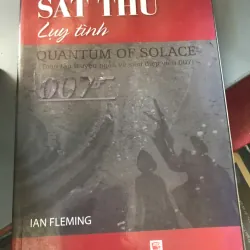 SÁT THỦ
Lụy tình
QUANTUM OF SOLACE
007
IAN FLEMING